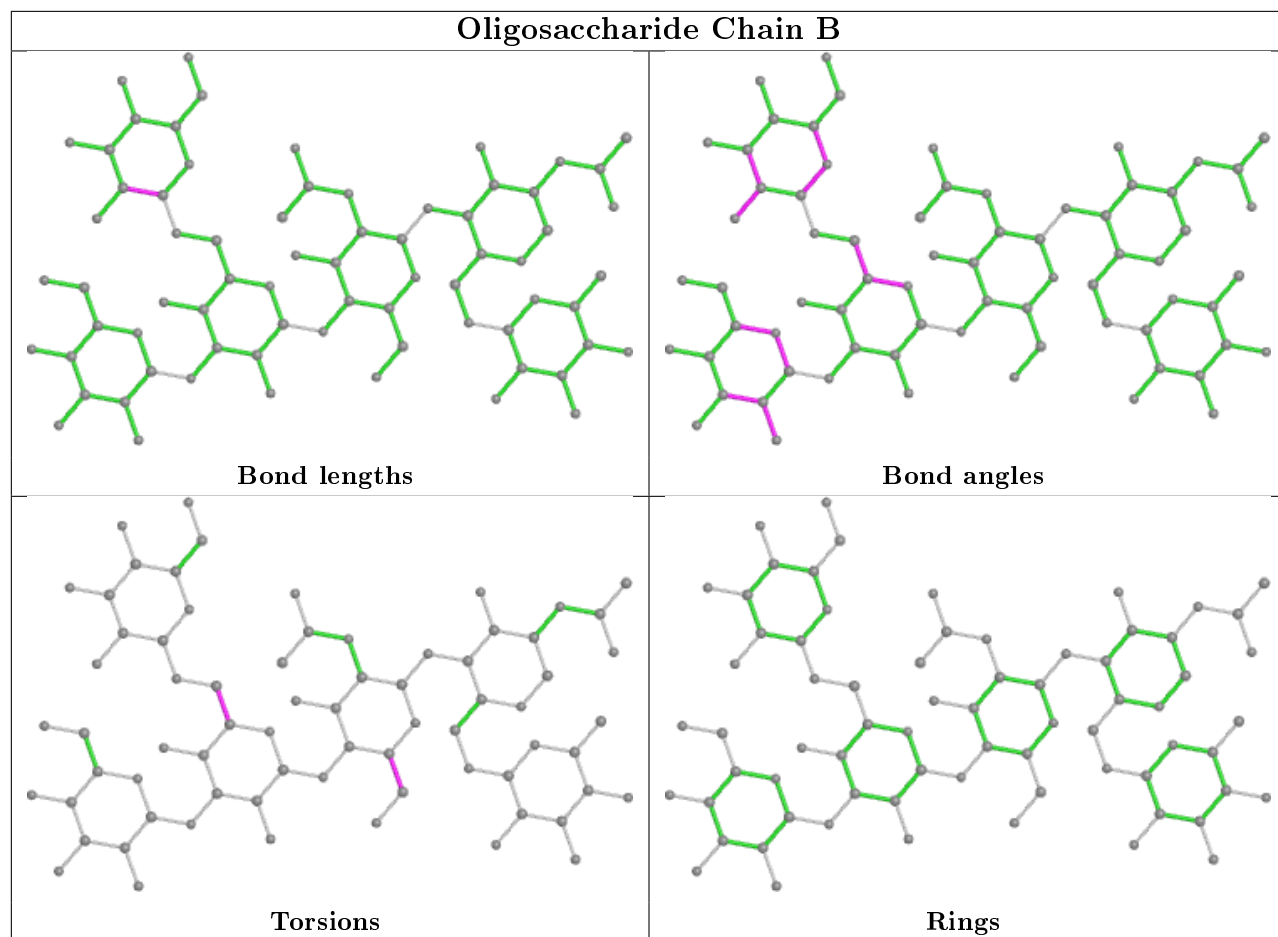 Oligosaccharide Chain B
Bond lengths
Bond angles
Torsions
Rings